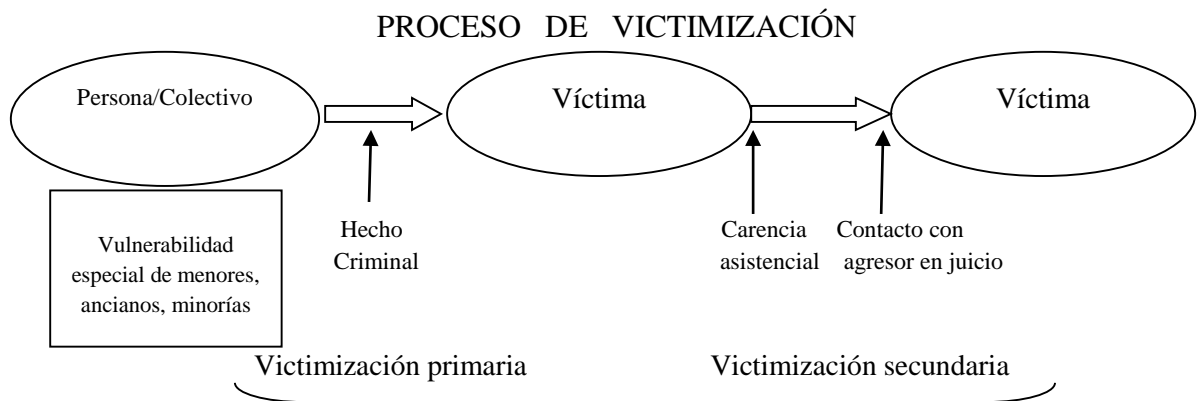 PROCESO DE VICTIMIZACIÓN
Persona/Colectivo
Víctima
Víctima
Vulnerabilidad
especial de menores,
ancianos, minorías
Hecho
Criminal
Carencia
asistencial
Contacto con
agresor en juicio
Victimización primaria
Victimización secundaria